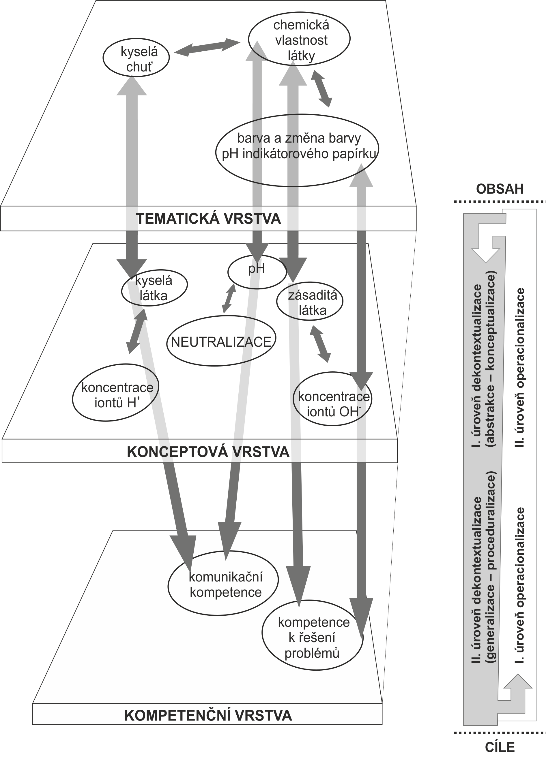 kyselá
chuť
chemická
vlastnost
látky
barva a změna barvy
pH indikátorového papírku
TEMATICKÁ VRSTVA
kyselá
látka
pH
zásaditá
látka
NEUTRALIZACE
koncentrace
iontů H⁺
koncentrace
iontů OH⁻
KONCEPTOVÁ VRSTVA
komunikační
kompetence
kompetence
k řešení
problémů
KOMPETENČNÍ VRSTVA
OBSAH
I. úroveň dekontextualizace
(abstrakce – konceptualizace)
II. úroveň operacionalizace
II. úroveň dekontextualizace
(generalizace – proceduralizace)
I. úroveň operacionalizace
CÍLE